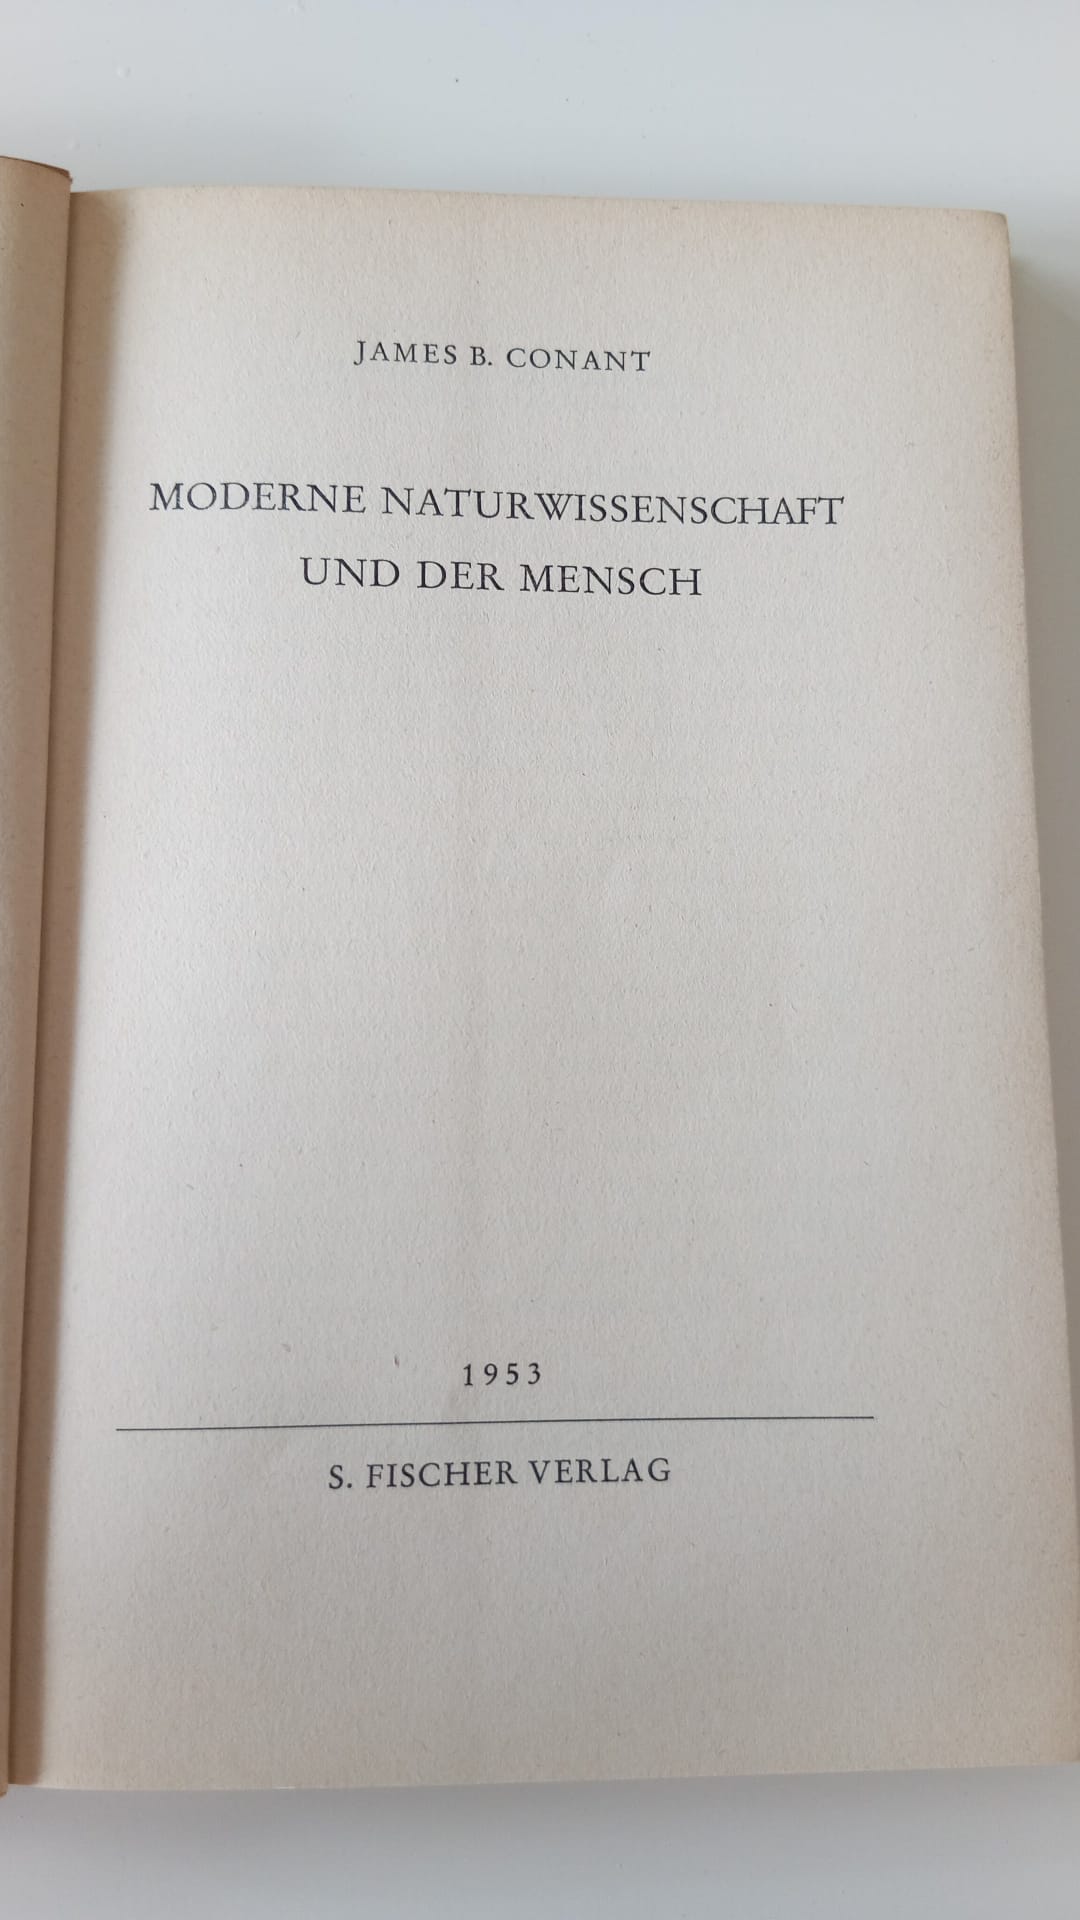 JAMES B. CONANT
MODERNE NATURWISSENSCHAFT
UND DER MENSCH
1953
S. FISCHER VERLAG